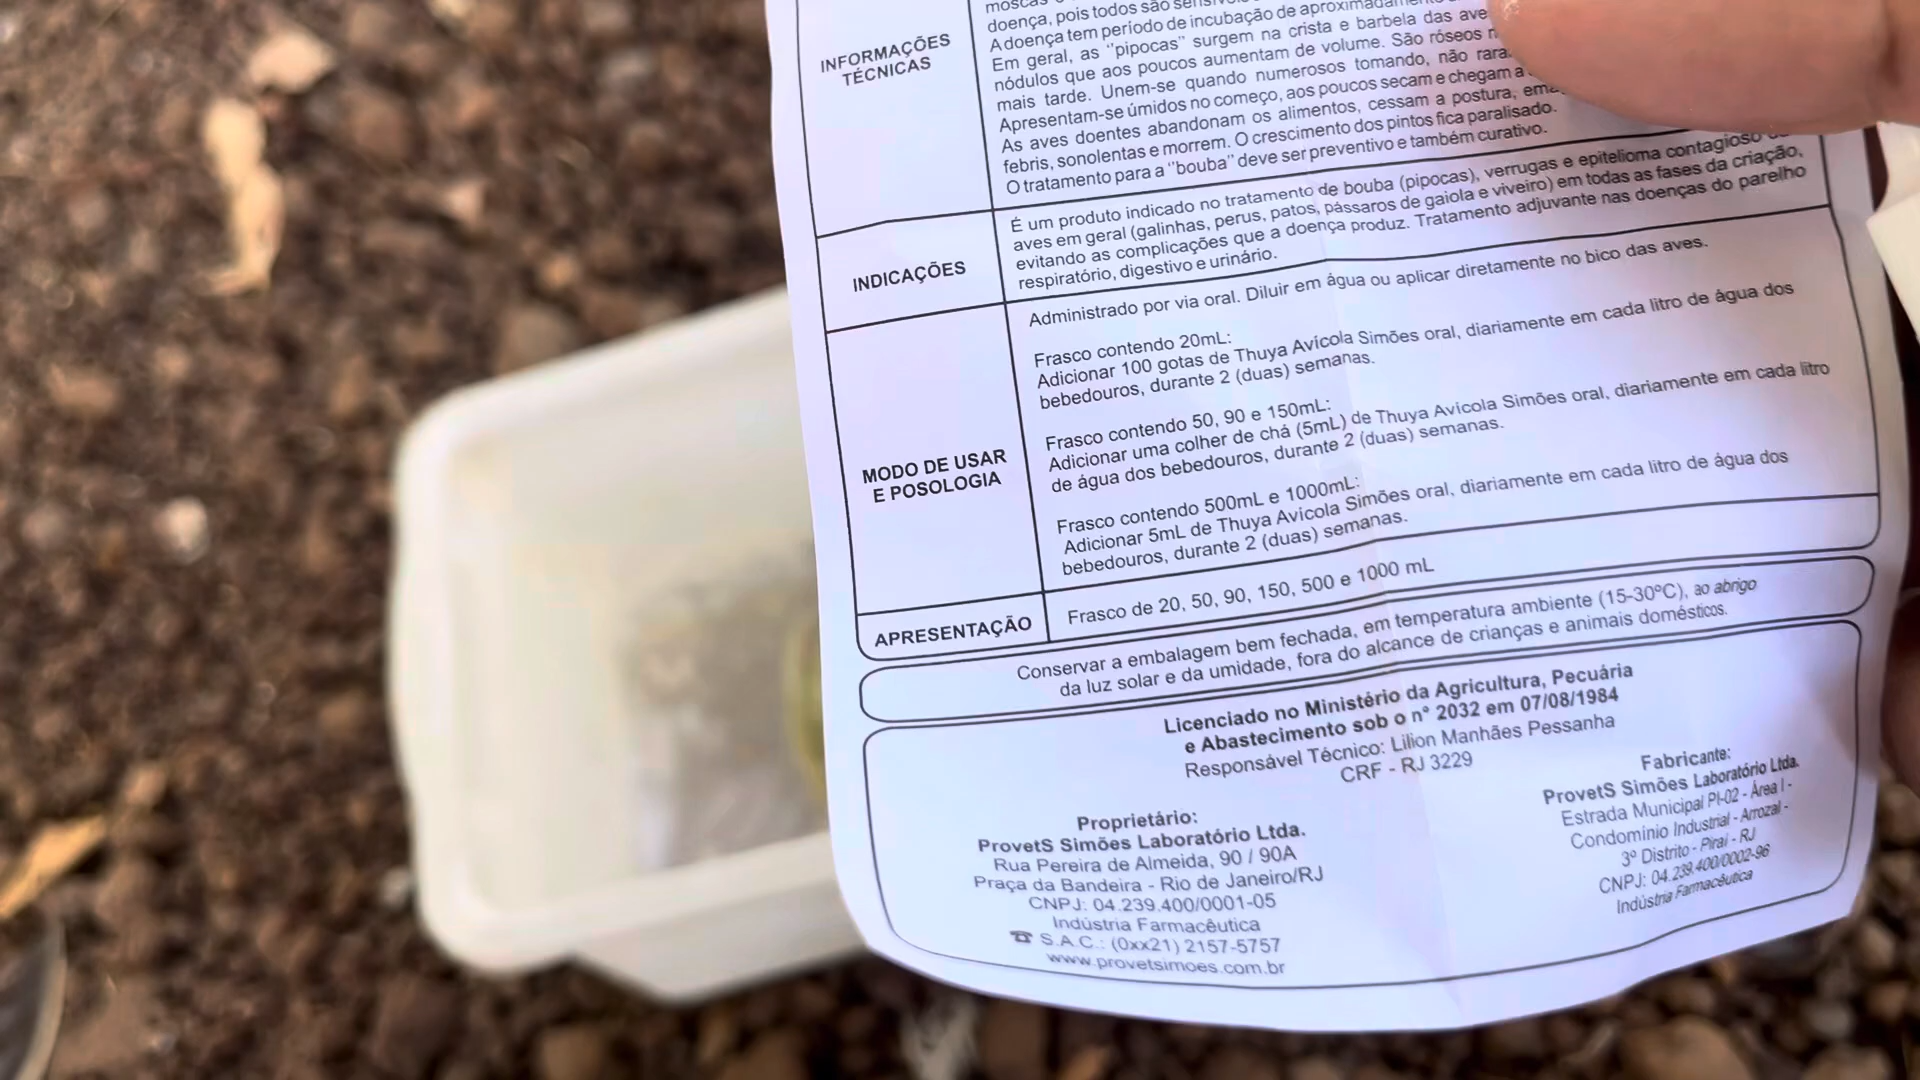 INFORMAÇÕES
TÉCNICAS
moscas
doença, pois todos são
A doença tem período de incubação de aproximadamente
Em geral, as "pipocas" surgem na crista e barbela das
nódulos que aos poucos aumentam de volume. São róseos
mais tarde. Unem-se quando numerosos tomando, não
Apresentam-se úmidos no começo, aos poucos secam e chegam a
As aves doentes abandonam os alimentos, cessam a postura,
febris, sonolentas e morrem. O crescimento dos pintos fica paralisado.
O tratamento para a "bouba" deve ser preventivo e também curativo.
INDICAÇÕES
É um produto indicado no tratamento de bouba (pipocas), verrugas e epitelioma contagioso
aves em geral (galinhas, perus, patos, pássaros de gaiola e viveiro) em todas as fases da criação,
evitando as complicações que a doença produz. Tratamento adjuvante nas doenças do parelho
respiratório, digestivo e urinário.
MODO DE USAR
E POSOLOGIA
Administrado por via oral. Diluir em água ou aplicar diretamente no bico das aves.
Frasco contendo 20mL:
Adicionar 100 gotas de Thuya Avícola Simões oral, diariamente em cada litro de água dos
bebedouros, durante 2 (duas) semanas.
Frasco contendo 50, 90 e 150mL:
Adicionar uma colher de chá (5mL) de Thuya Avícola Simões oral, diariamente em cada litro
de água dos bebedouros, durante 2 (duas) semanas.
Frasco contendo 500mL e 1000mL:
Adicionar 5mL de Thuya Avícola Simões oral, diariamente em cada litro de água dos
bebedouros, durante 2 (duas) semanas.
APRESENTAÇÃO
Frasco de 20, 50, 90, 150, 500 e 1000 mL
Conservar a embalagem bem fechada, em temperatura ambiente (15-30ºC), ao abrigo
da luz solar e da umidade, fora do alcance de crianças e animais domésticos.
Licenciado no Ministério da Agricultura, Pecuária
e Abastecimento sob o n° 2032 em 07/08/1984
Responsável Técnico: Lilion Manhães Pessanha
CRF - RJ 3229
Proprietário:
ProvetS Simões Laboratório Ltda.
Rua Pereira de Almeida, 90 / 90A
Praça da Bandeira - Rio de Janeiro/RJ
CNPJ: 04.239.400/0001-05
Indústria Farmacêutica
☎ S.A.C.: (0xx21) 2157-5757
www.provetsimoes.com.br
Fabricante:
ProvetS Simões Laboratório Ltda.
Estrada Municipal PI-02 - Área I -
Condomínio Industrial - Arrozal -
3º Distrito - Piraí - RJ
CNPJ: 04.239.400/0002-96
Indústria Farmacêutica